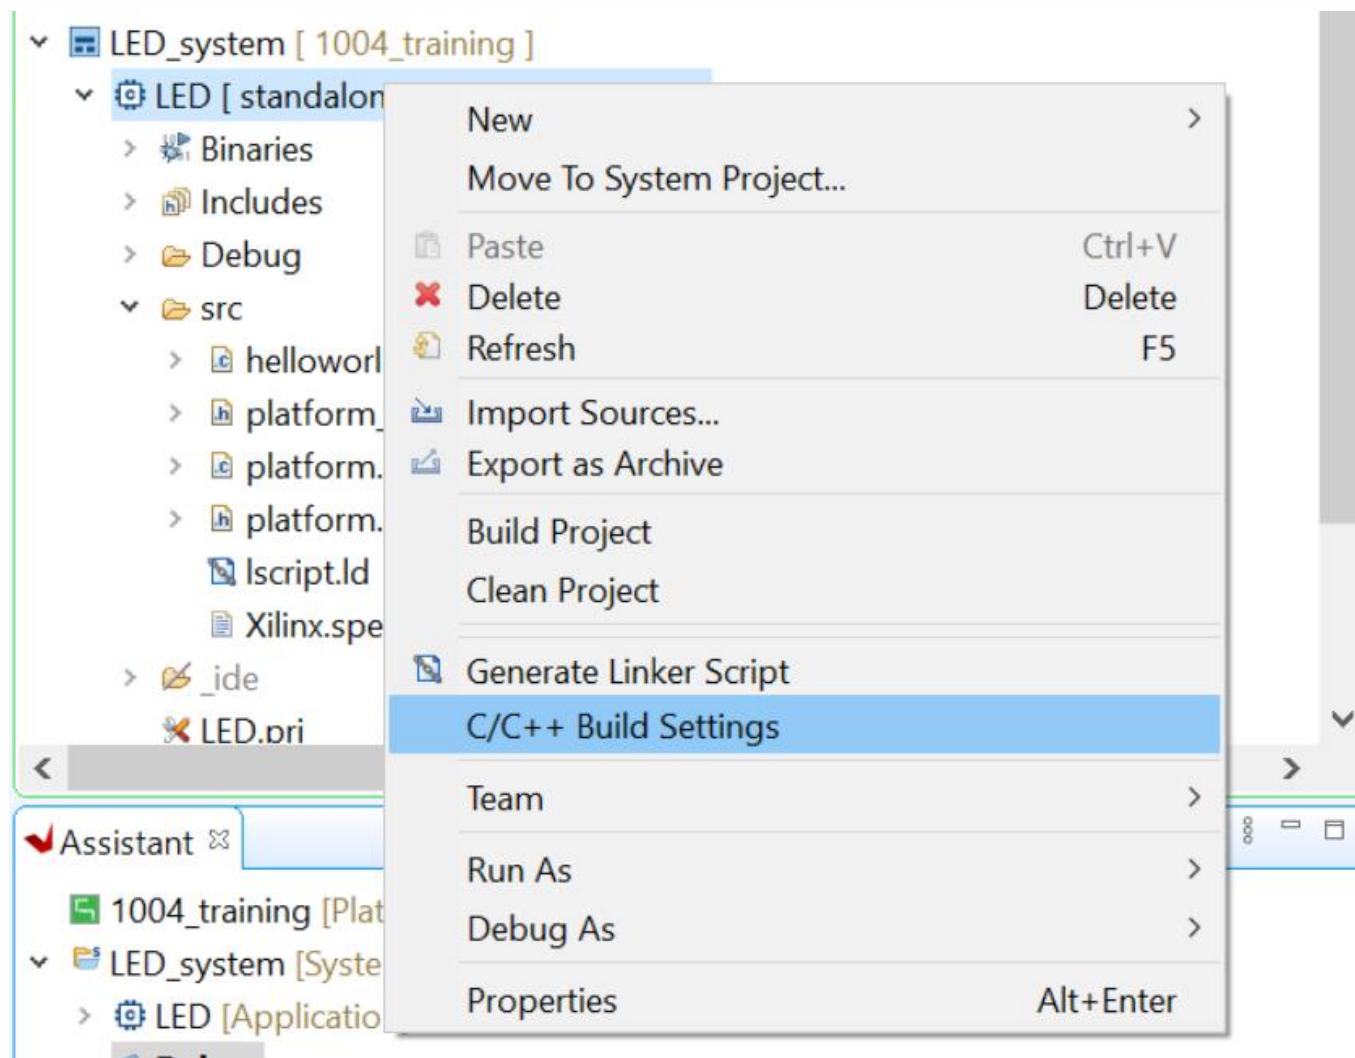 LED_system [ 1004_training ]
LED [ standalon
Binaries
Includes
Debug
src
helloworl
platform_
platform.
platform.
lscript.ld
Xilinx.spe
_ide
LED.prj
New
Move To System Project...
Paste Ctrl+V
Delete Delete
Refresh F5
Import Sources...
Export as Archive
Build Project
Clean Project
Generate Linker Script
C/C++ Build Settings
Team
Run As
Debug As
Properties Alt+Enter
Assistant
1004_training [Plat
LED_system [Syste
LED [Applicatio